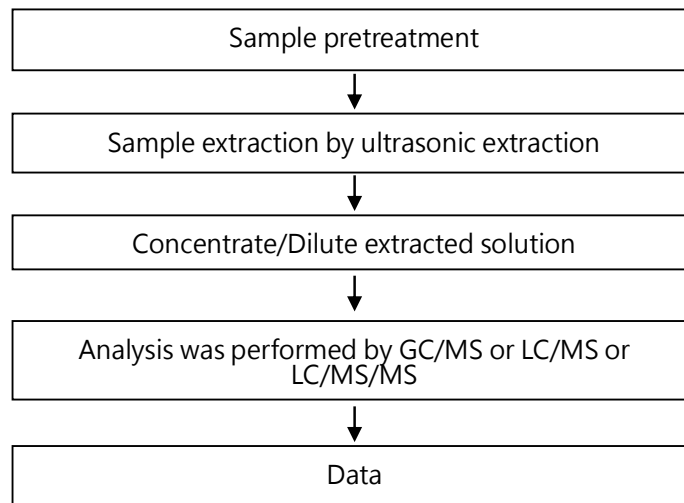 Sample pretreatment
Sample extraction by ultrasonic extraction
Concentrate/Dilute extracted solution
Analysis was performed by GC/MS or LC/MS or
LC/MS/MS
Data